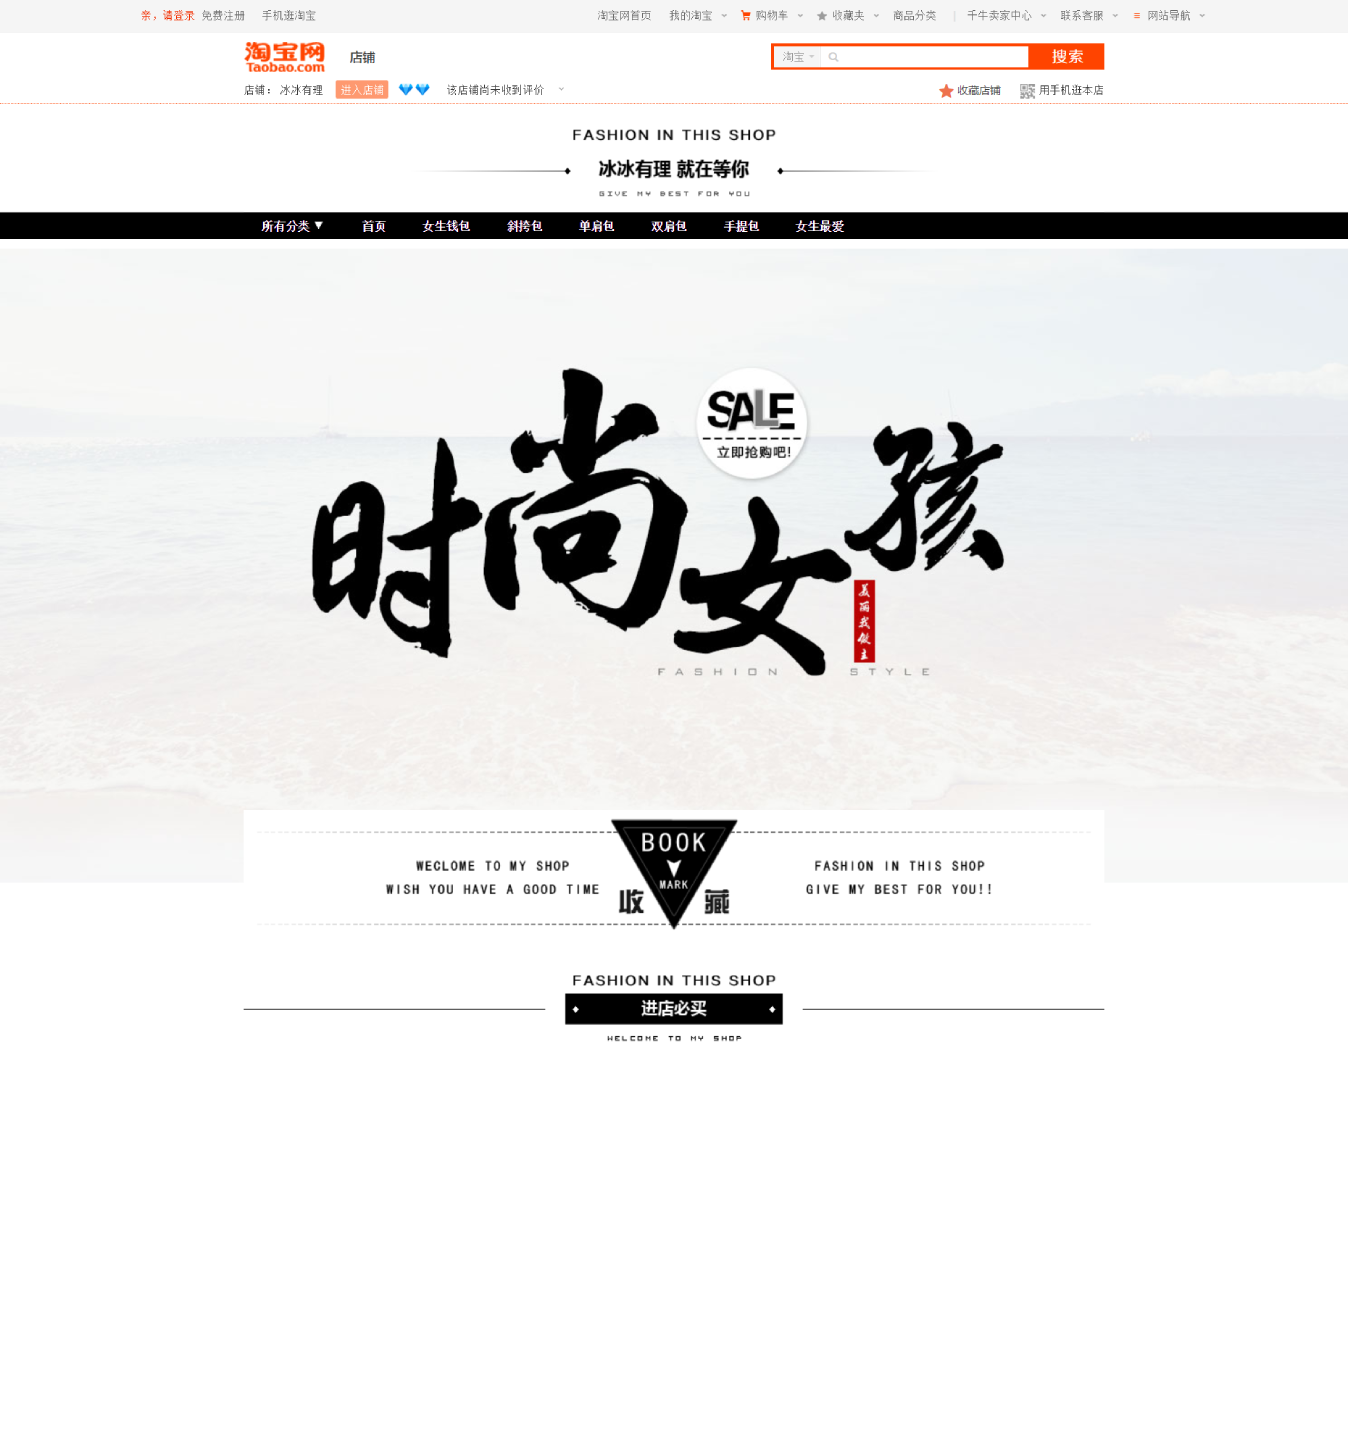 亲，请登录 免费注册 手机逛淘宝 淘宝网首页 我的淘宝 购物车 收藏夹 商品分类 | 千牛卖家中心 联系客服 网站导航
淘宝网
Taobao.com
店铺
淘宝
搜索
店铺： 冰冰有理 进入店铺 该店铺尚未收到评价 收藏店铺 用手机逛本店
FASHION IN THIS SHOP
冰冰有理 就在等你
GIVE MY BEST FOR YOU
所有分类 首页 女生钱包 斜挎包 单肩包 双肩包 手提包 女生最爱
SALE
立即抢购吧!
时尚女孩
美丽我做主
FASHION STYLE
BOOK
MARK
收藏
WECLOME TO MY SHOP
WISH YOU HAVE A GOOD TIME
FASHION IN THIS SHOP
GIVE MY BEST FOR YOU!!
FASHION IN THIS SHOP
进店必买
WELCOME TO MY SHOP